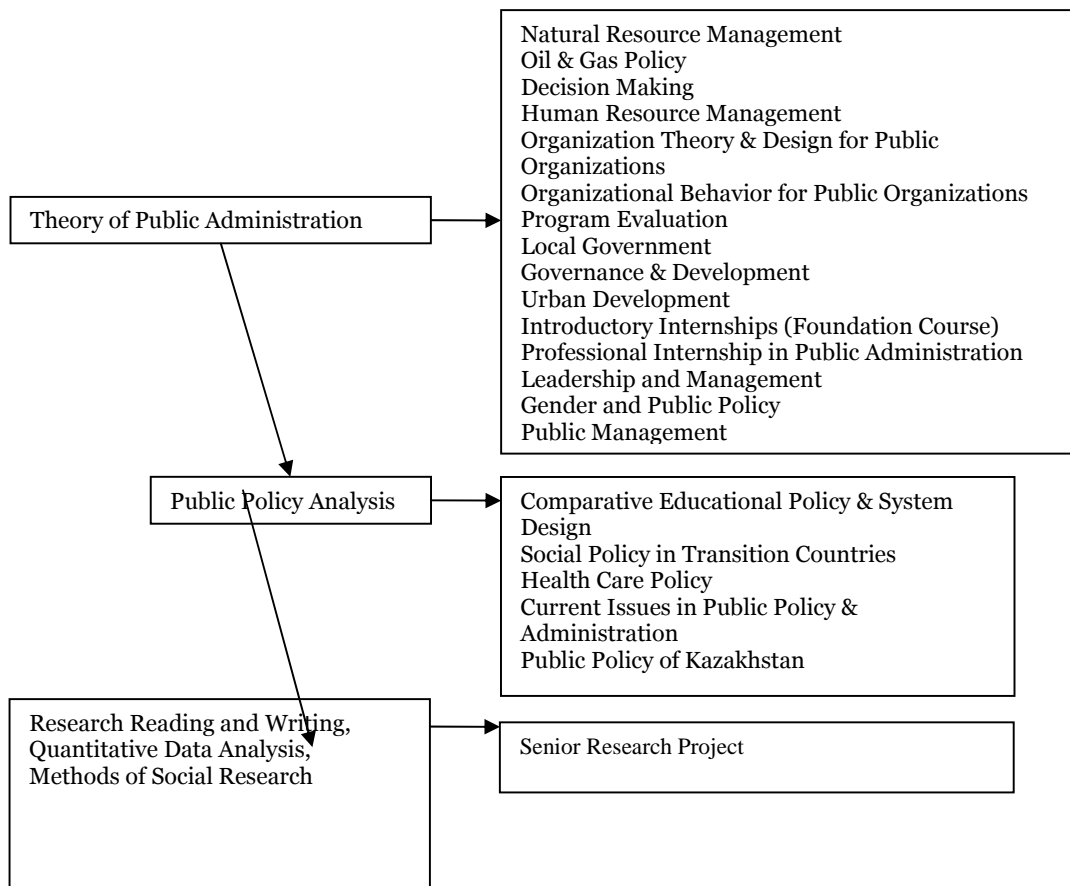 Natural Resource Management
Oil & Gas Policy
Decision Making
Human Resource Management
Organization Theory & Design for Public
Organizations
Organizational Behavior for Public Organizations
Program Evaluation
Local Government
Governance & Development
Urban Development
Introductory Internships (Foundation Course)
Professional Internship in Public Administration
Leadership and Management
Gender and Public Policy
Public Management
Theory of Public Administration
Public Policy Analysis
Comparative Educational Policy & System
Design
Social Policy in Transition Countries
Health Care Policy
Current Issues in Public Policy &
Administration
Public Policy of Kazakhstan
Research Reading and Writing,
Quantitative Data Analysis,
Methods of Social Research
Senior Research Project